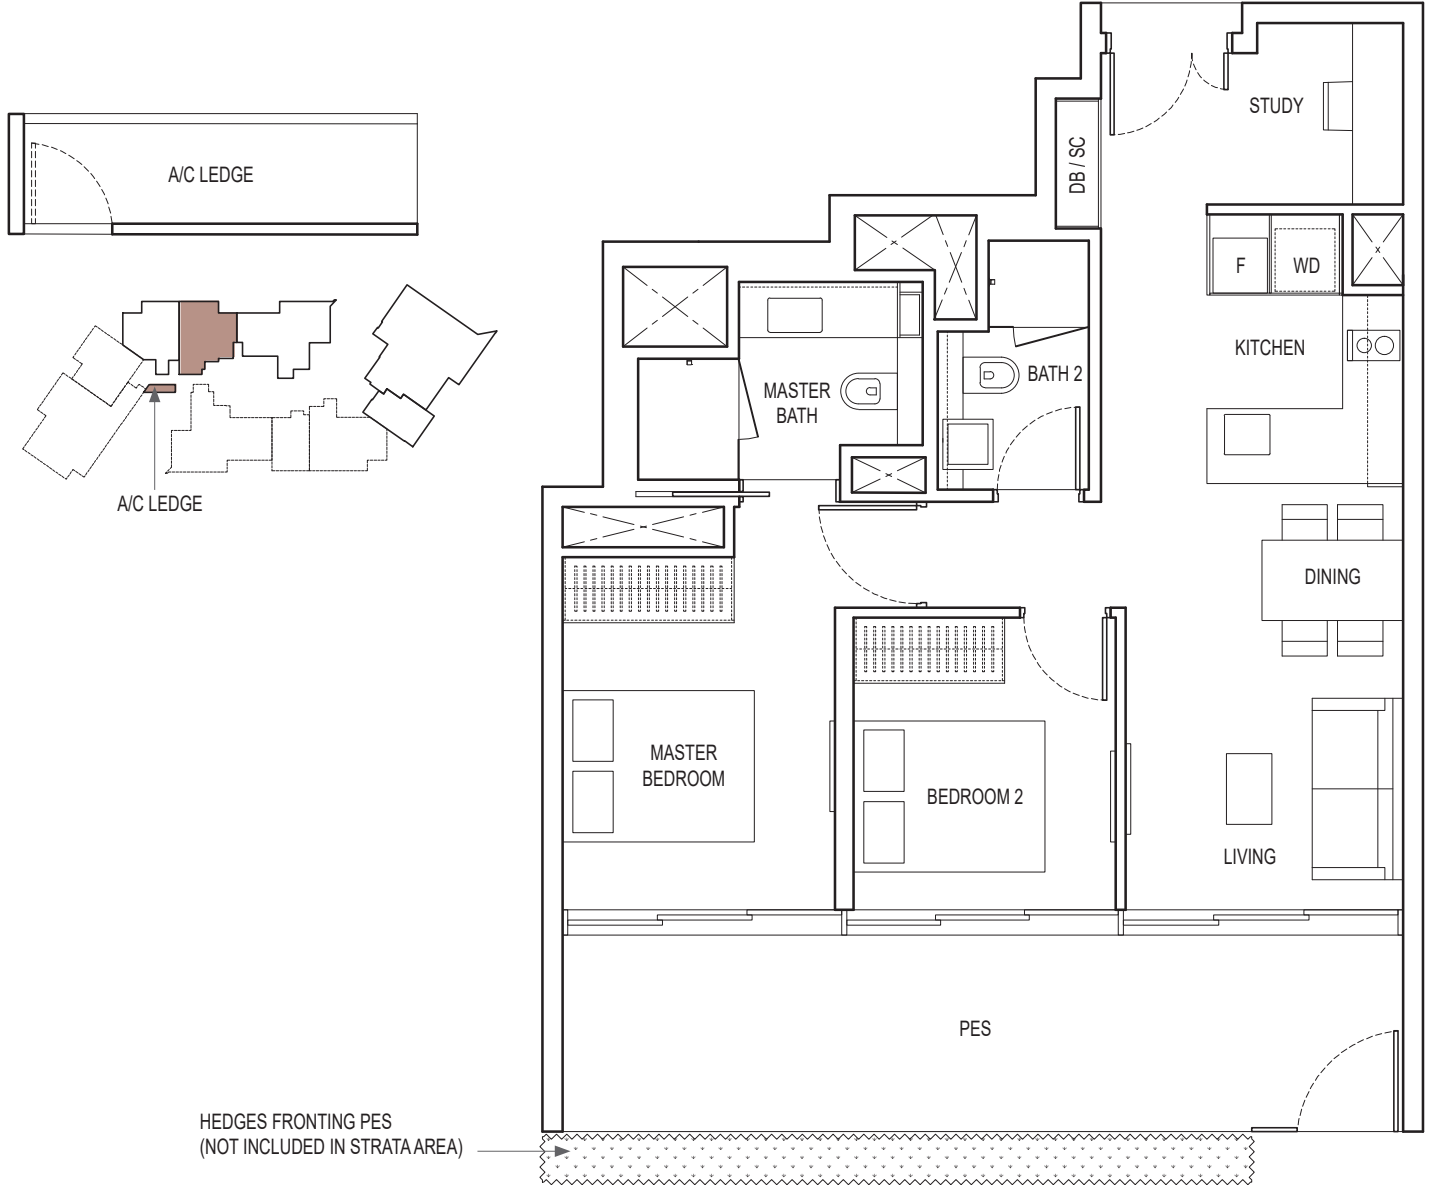 STUDY
DB / SC
A/C LEDGE
F
WD
KITCHEN
BATH 2
MASTER
BATH
A/C LEDGE
DINING
MASTER
BEDROOM
BEDROOM 2
LIVING
PES
HEDGES FRONTING PES
(NOT INCLUDED IN STRATA AREA)